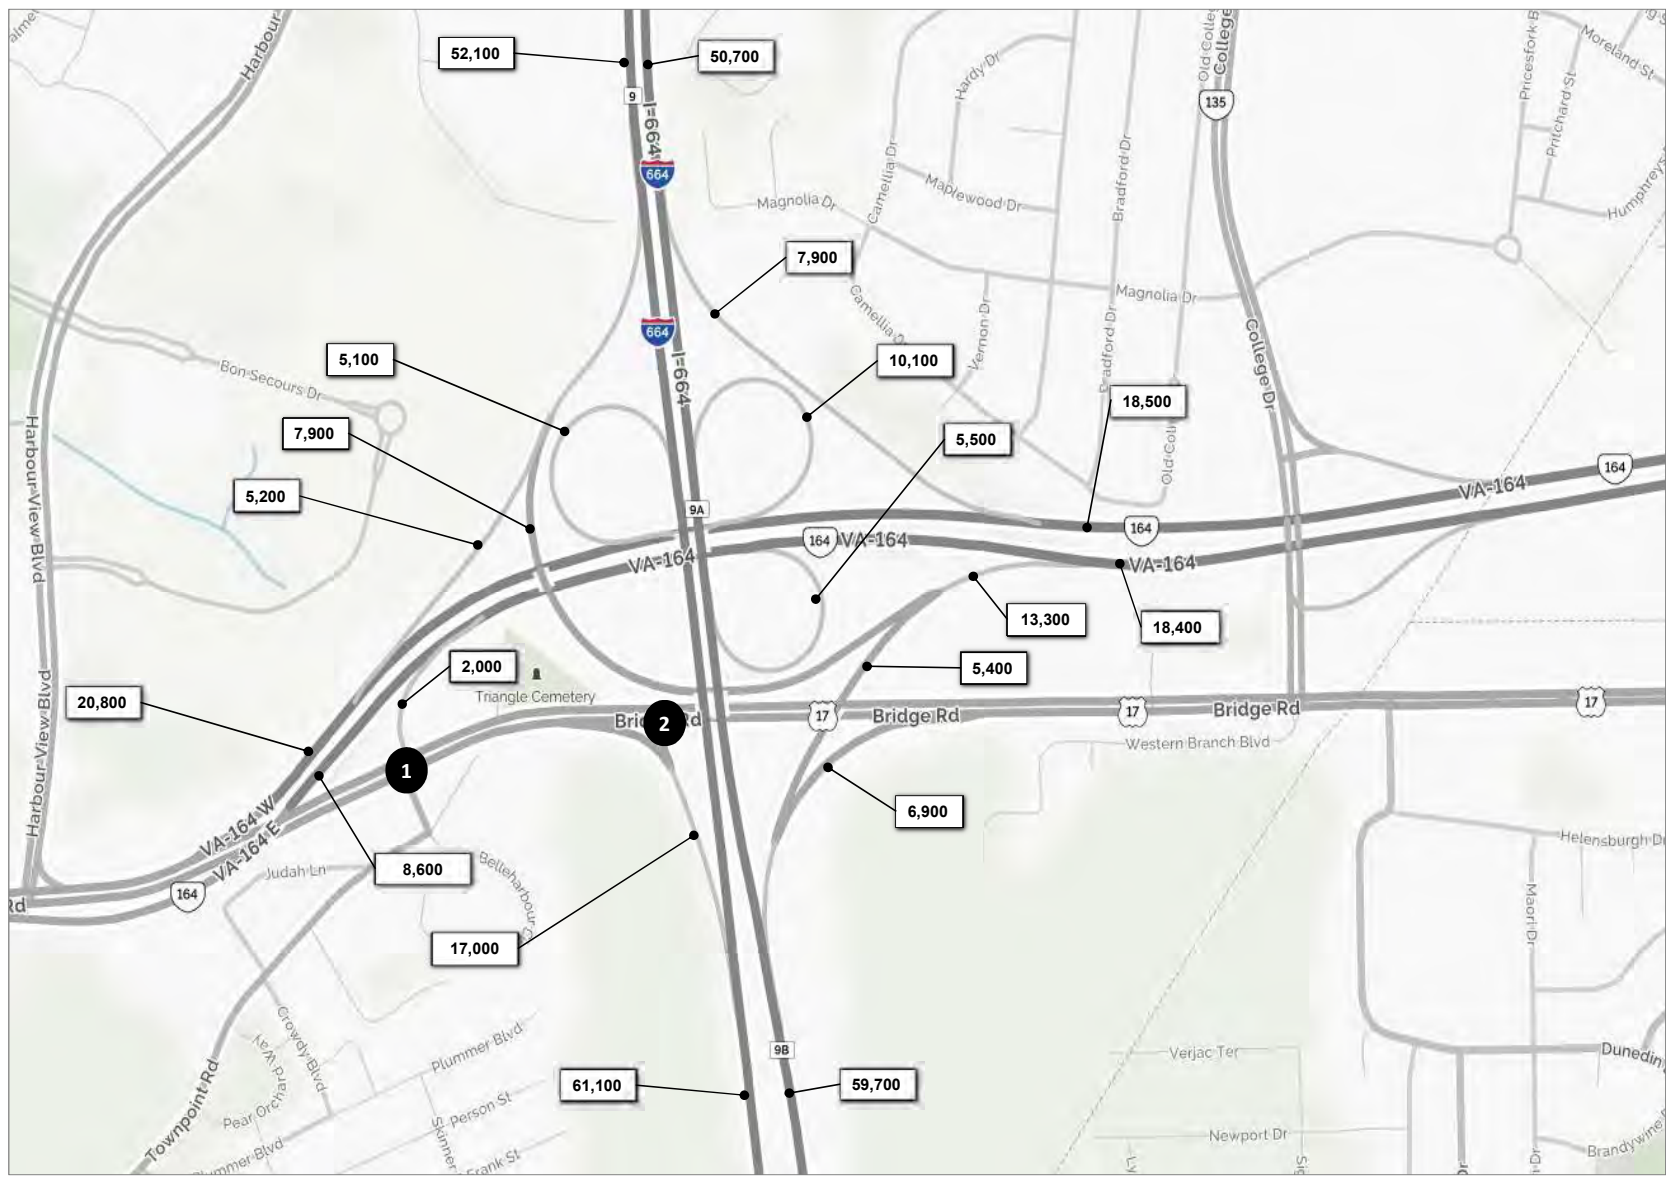 Harbour
52,100
50,700
9
I-664
664
Hardy Dr
Old Colle
College
135
Pricesfork B
Moreland St
Pritchard St
Humphreys
Camellia Dr
Maplewood Dr
Magnolia Dr
Bradford Dr
7,900
Magnolia Dr
Camellia Dr
Vernon Dr
664
I-664
5,100
Bon Secours Dr
10,100
College Dr
18,500
7,900
5,500
5,200
Harbour View Blvd
9A
VA-164
164
164
VA-164
164
VA-164
VA-164
13,300
18,400
2,000
Triangle Cemetery
5,400
20,800
Harbour View Blvd
2
Bridge Rd
17
Bridge Rd
17
Bridge Rd
17
Western Branch Blvd
1
6,900
VA-164 W
VA-164 E
8,600
Judah Ln
164
Rd
Belleharbour
Helensburgh Dr
Maori Dr
17,000
Crowdy Blvd
Plummer Blvd
9B
Verjac Ter
Dunedin
61,100
59,700
Pear Orchard Way
Person St
Skinner
Townpoint Rd
Plummer Blvd
Frank St
Newport Dr
Brandywine